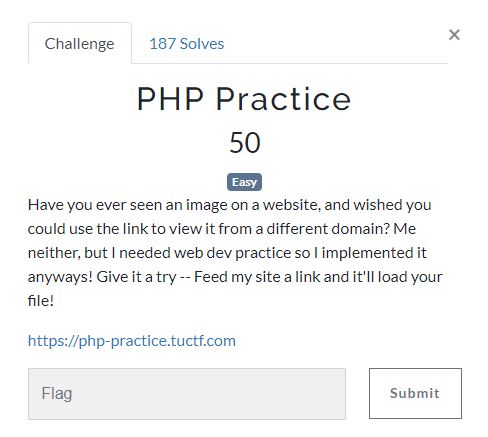 Challenge
187 Solves
×
PHP Practice
50
Easy
Have you ever seen an image on a website, and wished you
could use the link to view it from a different domain? Me
neither, but I needed web dev practice so I implemented it
anyways! Give it a try -- Feed my site a link and it'll load your
file!
https://php-practice.tuctf.com
Flag
Submit